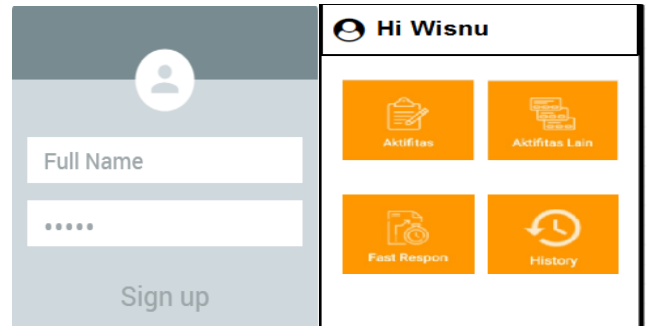 Full Name
•••••
Sign up
Hi Wisnu
Aktifitas
Aktifitas Lain
Fast Respon
History